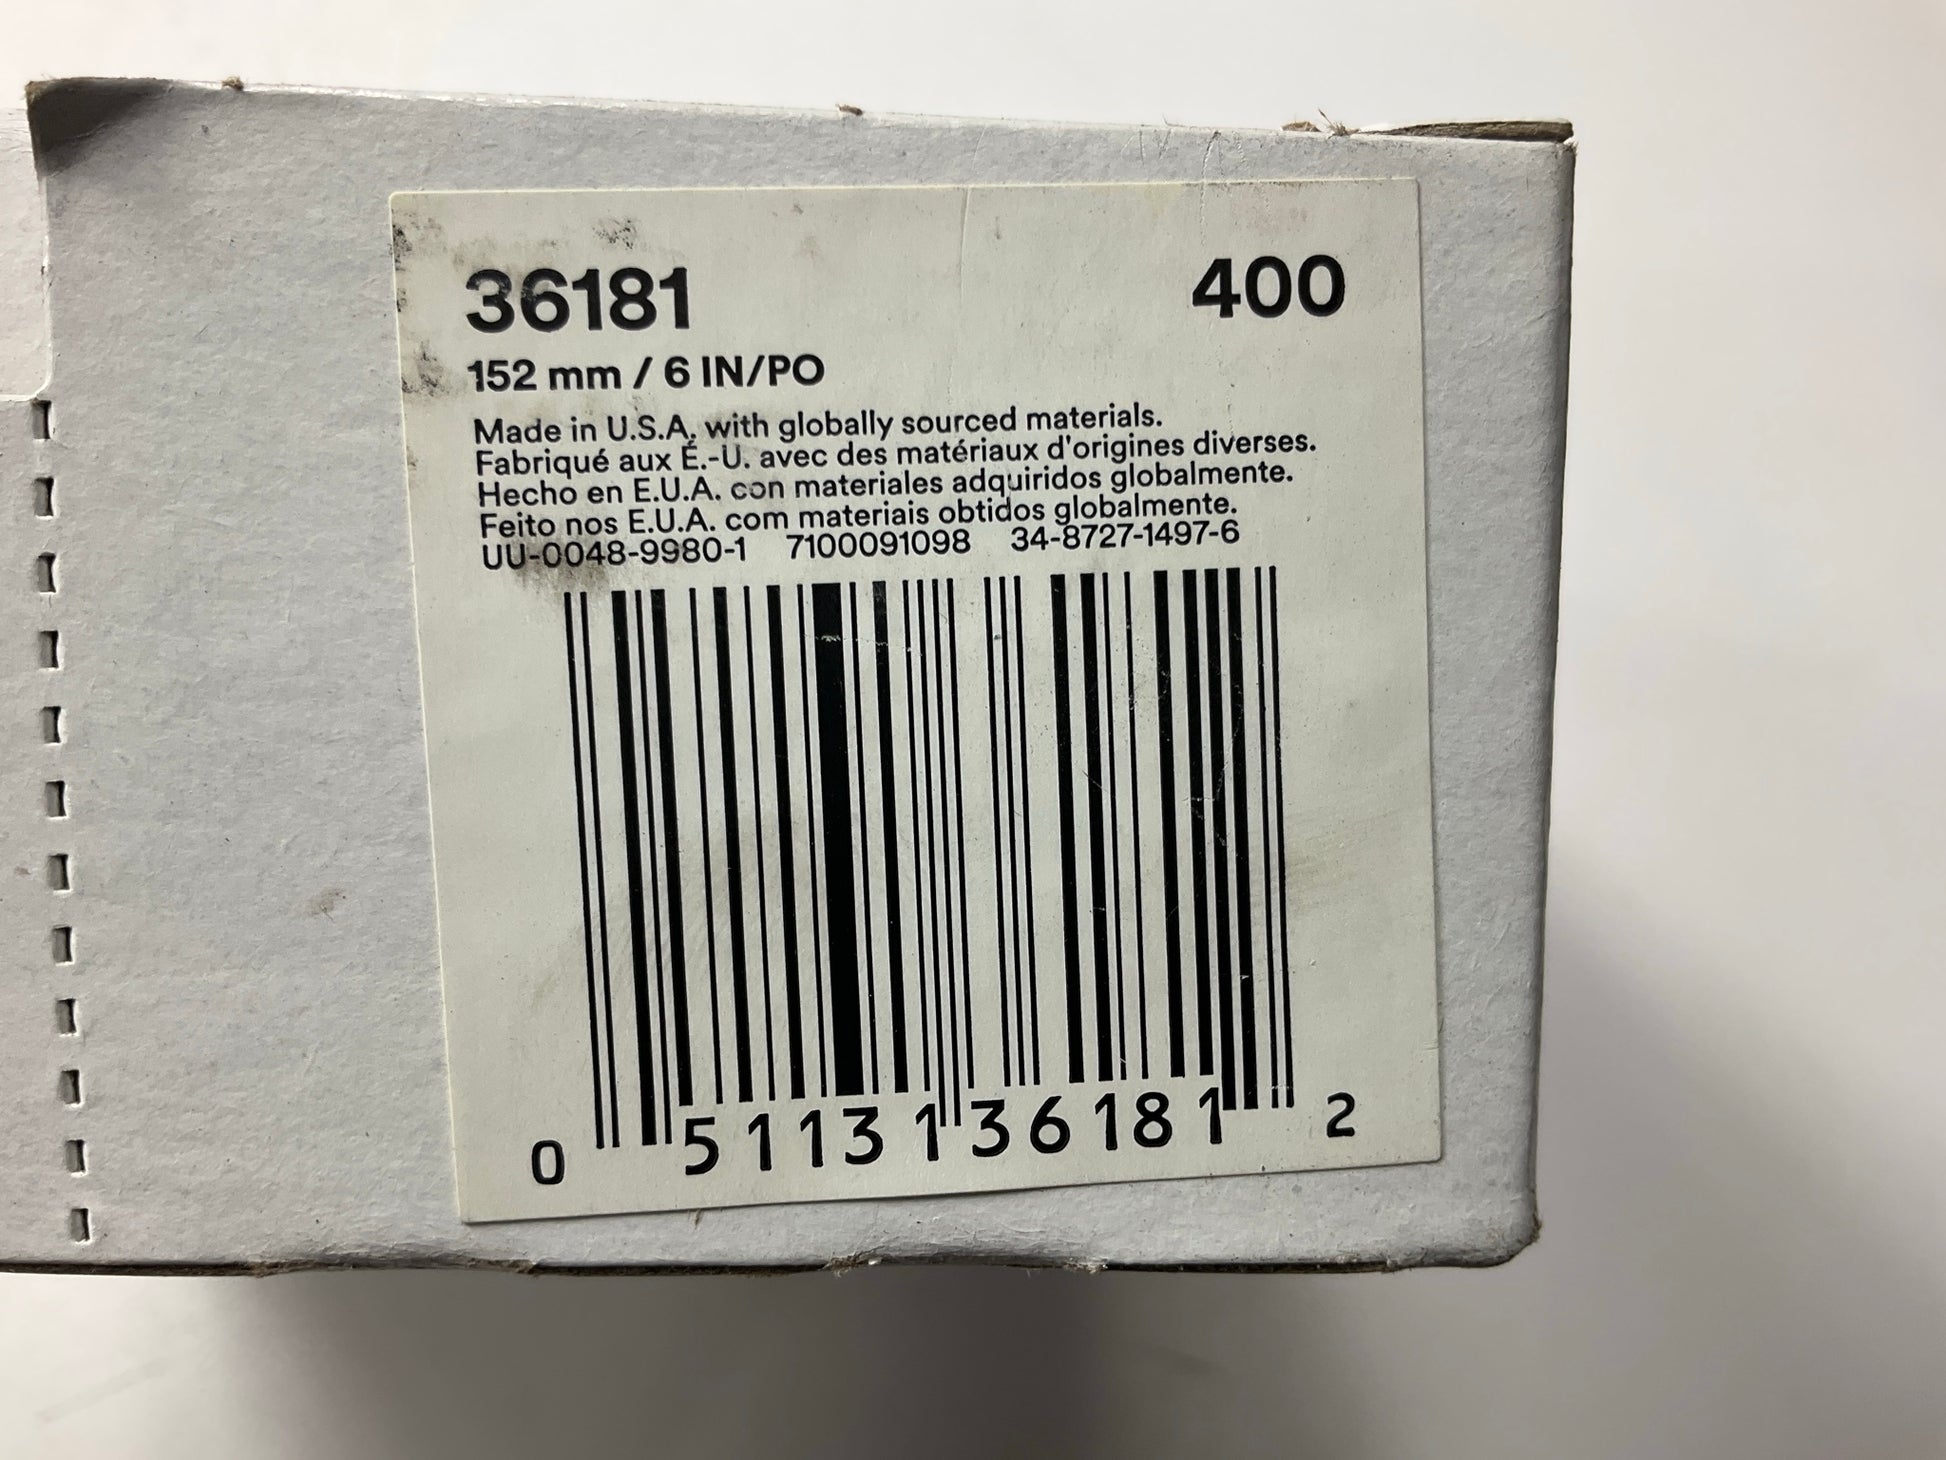 36181 400
152 mm / 6 IN/PO
Made in U.S.A. with globally sourced materials.
Fabriqué aux É.-U. avec des matériaux d'origines diverses.
Hecho en E.U.A. con materiales adquiridos globalmente.
Feito nos E.U.A. com materiais obtidos globalmente.
UU-0048-9980-1 7100091098 34-8727-1497-6
0 51131 36181 2